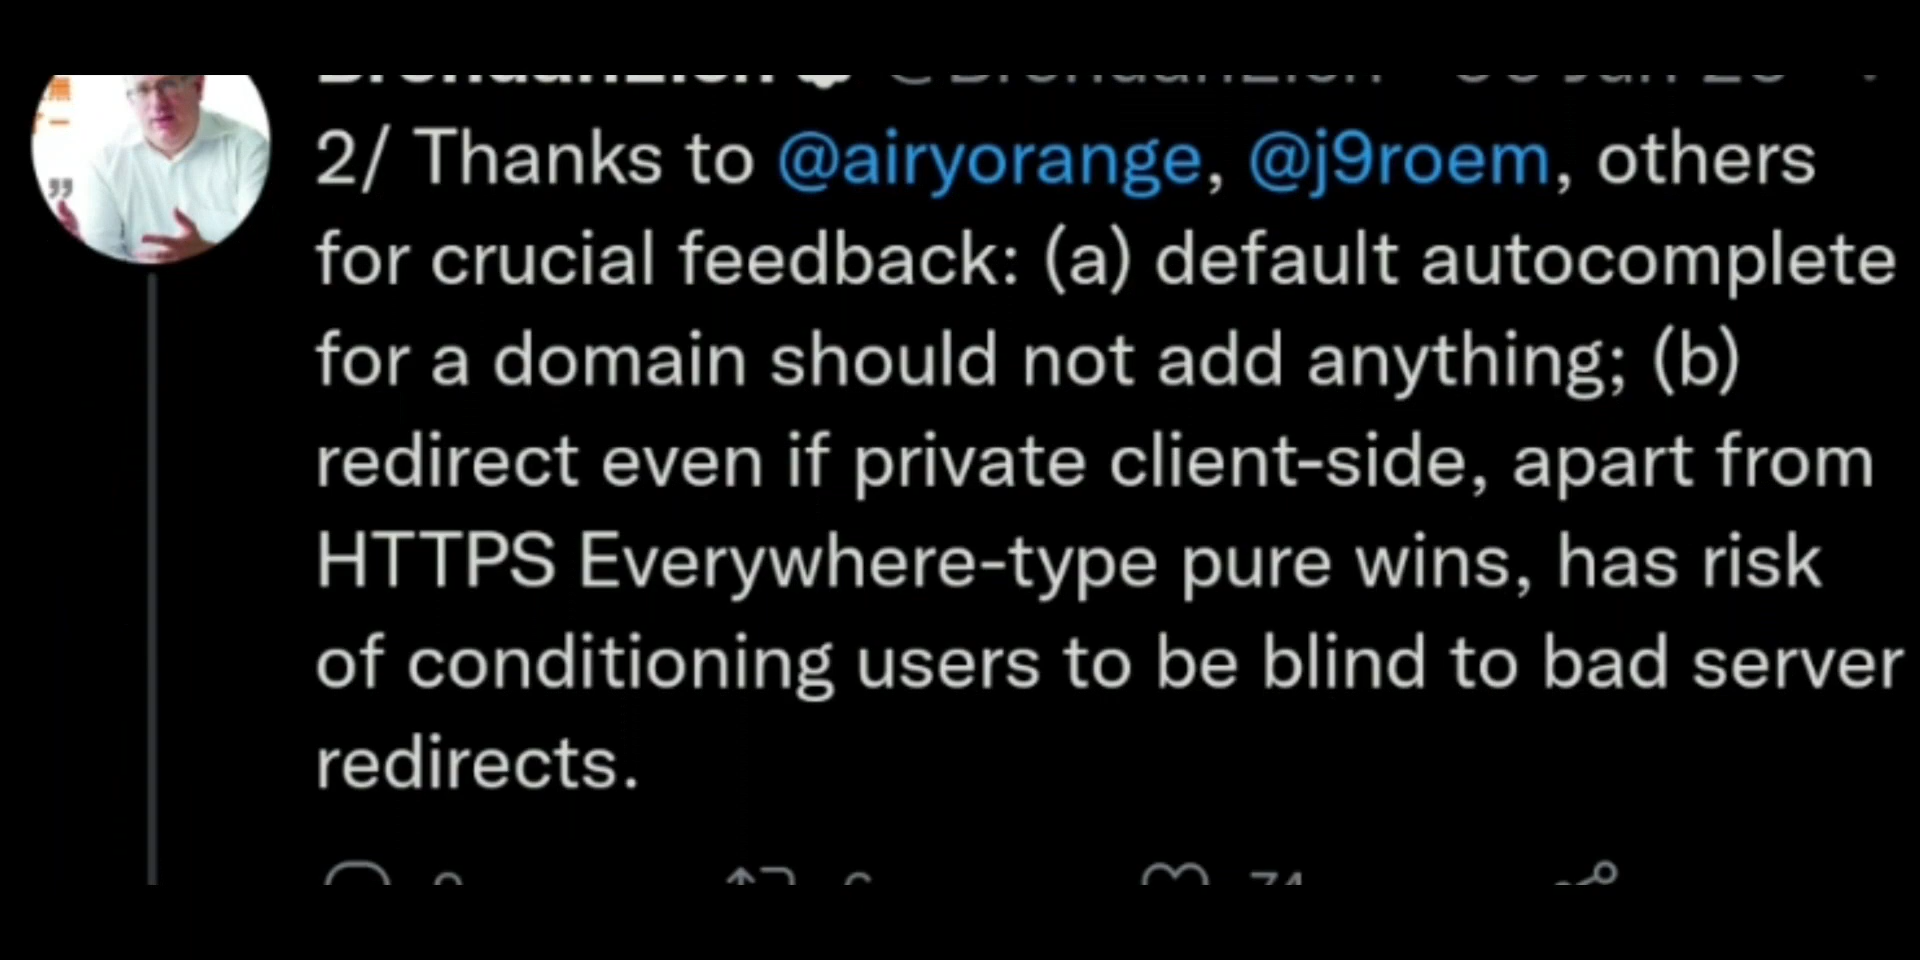 2/ Thanks to @airyorange, @j9roem, others
for crucial feedback: (a) default autocomplete
for a domain should not add anything; (b)
redirect even if private client-side, apart from
HTTPS Everywhere-type pure wins, has risk
of conditioning users to be blind to bad server
redirects.